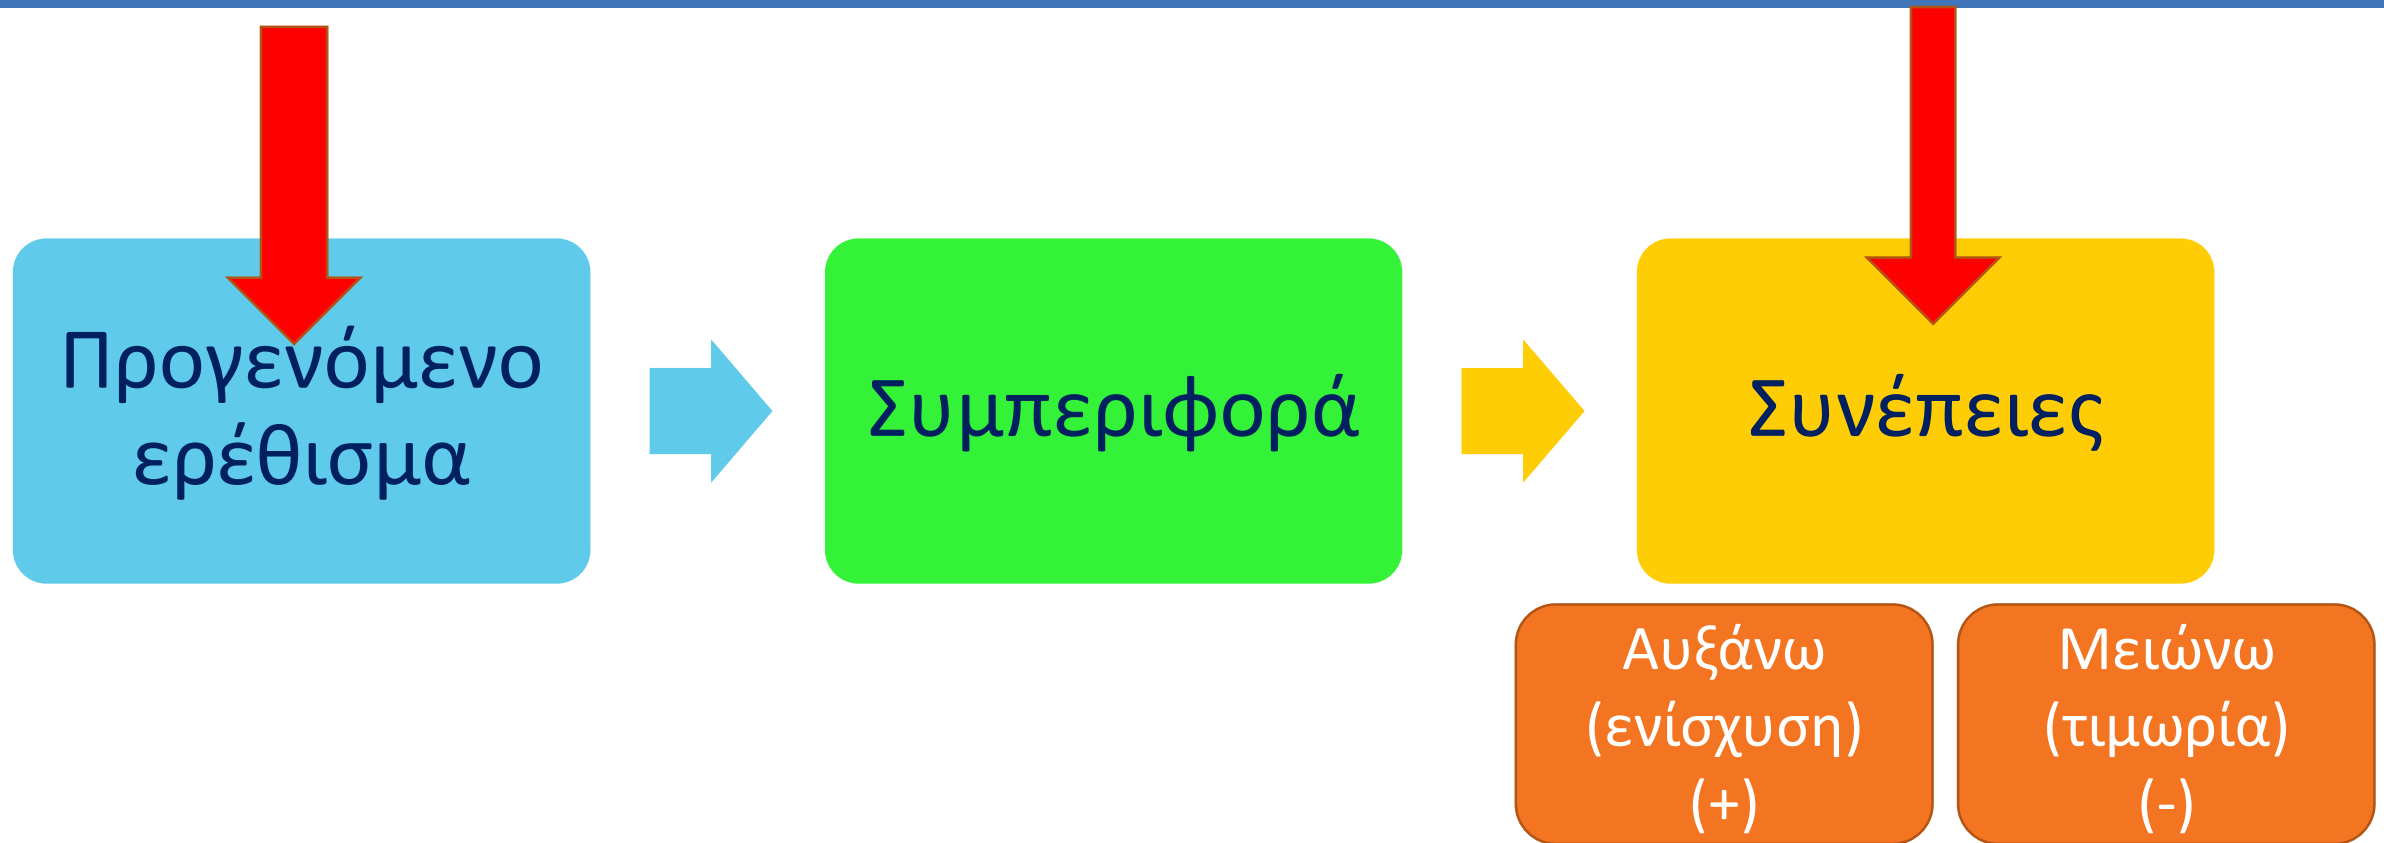 Προγενόμενο
ερέθισμα
Συμπεριφορά
Συνέπειες
Αυξάνω
(ενίσχυση)
(+)
Μειώνω
(τιμωρία)
(-)